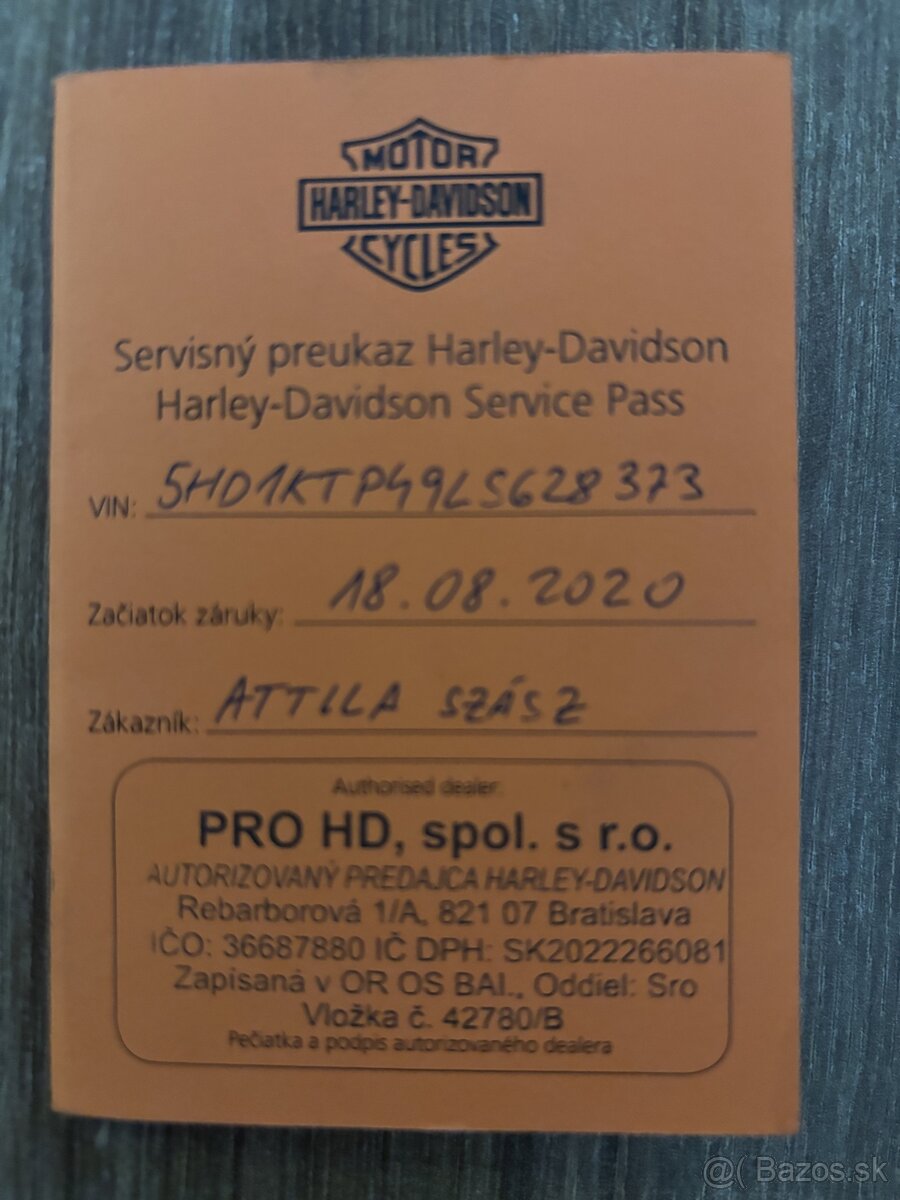 MOTOR
HARLEY-DAVIDSON
CYCLES
Servisný preukaz Harley-Davidson
Harley-Davidson Service Pass
VIN: 5HD1KTP49LS628373
Začiatok záruky: 18.08.2020
Zákazník: ATTILA SZÁSZ
Authorised dealer:
PRO HD, spol. s r.o.
AUTORIZOVANÝ PREDAJCA HARLEY-DAVIDSON
Rebarborová 1/A, 821 07 Bratislava
IČO: 36687880 IČ DPH: SK2022266081
Zapísaná v OR OS BAI., Oddiel: Sro
Vložka č. 42780/B
Pečiatka a podpis autorizovaného dealera
@( Bazos.sk